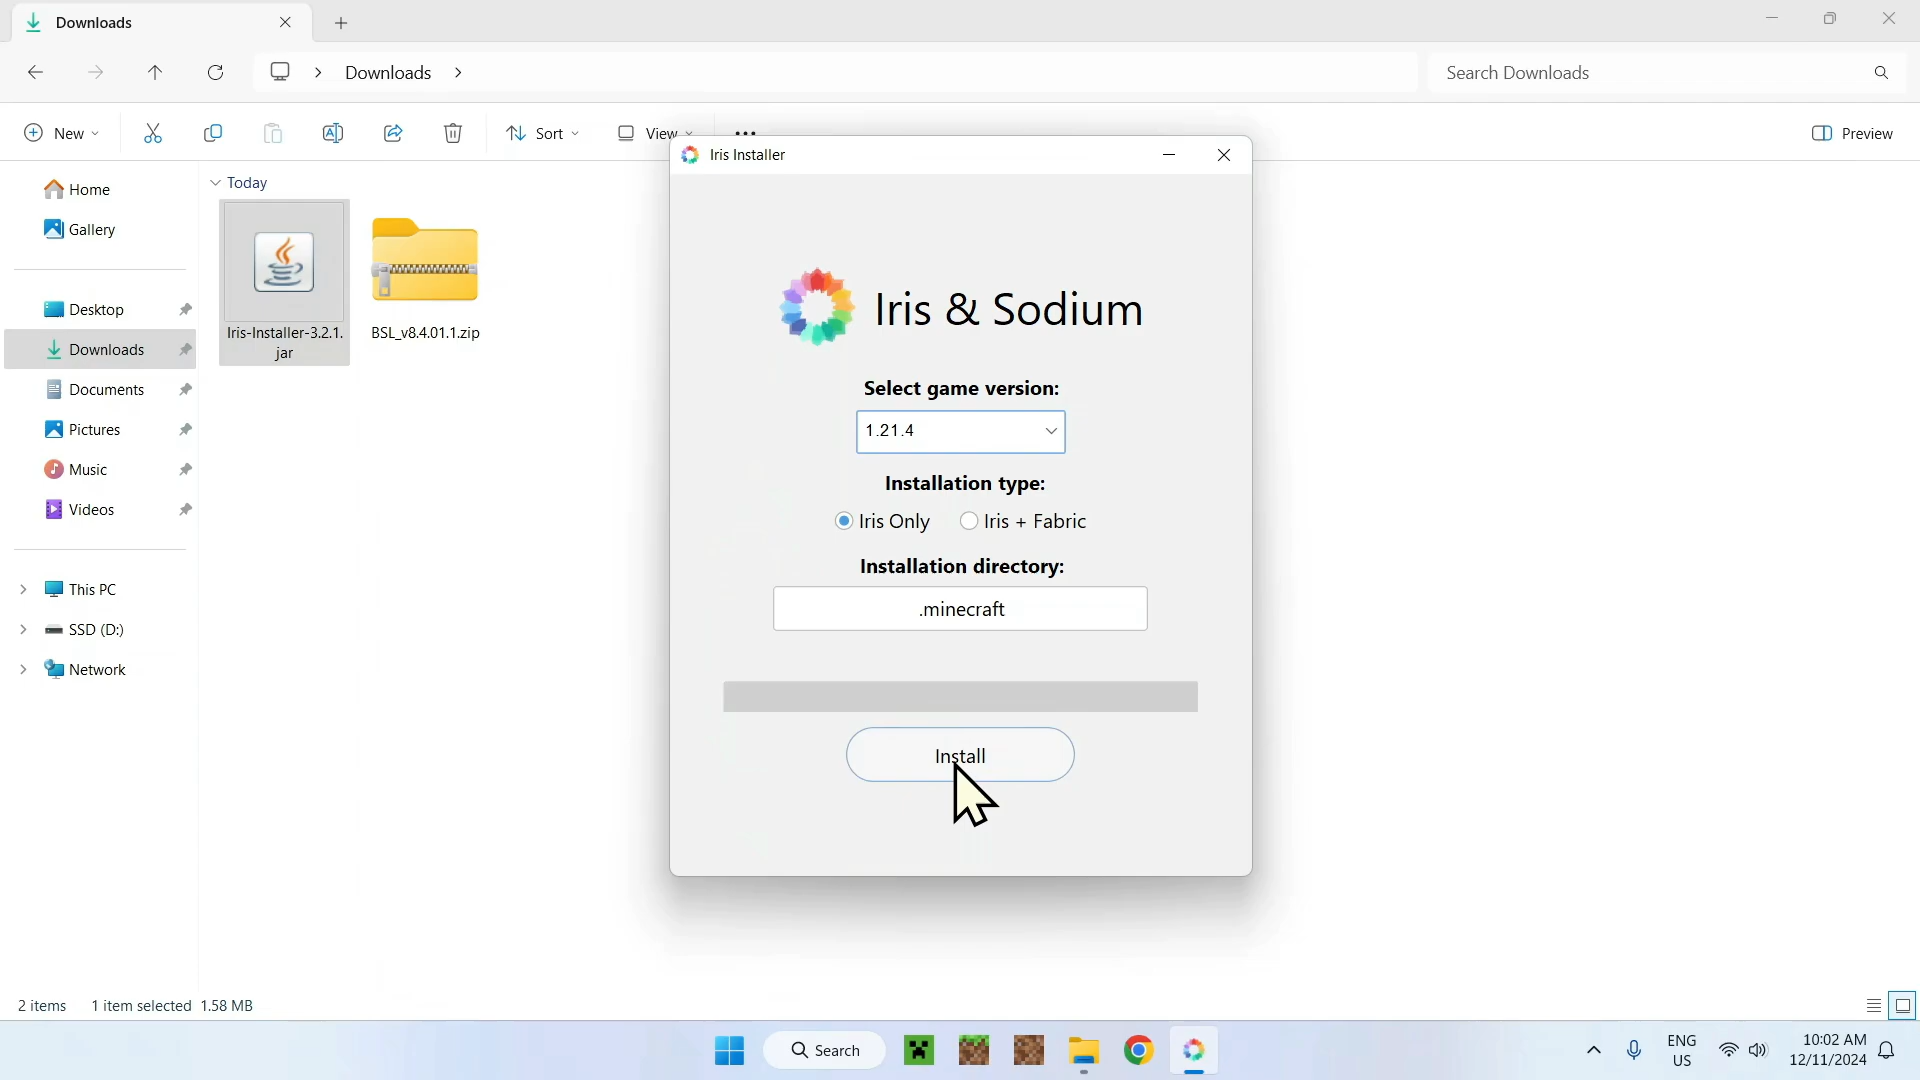 Downloads
Downloads
Search Downloads
New
Sort
View
Preview
Iris Installer
Home
Gallery
Desktop
Downloads
Documents
Pictures
Music
Videos
This PC
SSD (D:)
Network
Today
Iris-Installer-3.2.1.
jar
BSL_v8.4.01.1.zip
Iris & Sodium
Select game version:
1.21.4
Installation type:
Iris Only
Iris + Fabric
Installation directory:
.minecraft
Install
2 items
1 item selected 1.58 MB
Search
ENG
US
10:02 AM
12/11/2024